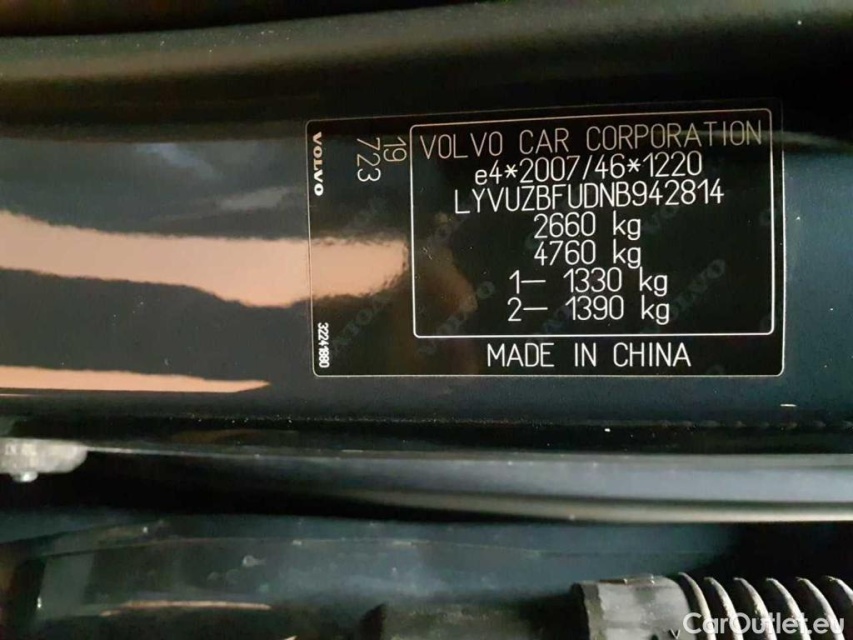 VOLVO
19
723
32241880
VOLVO CAR CORPORATION
e4*2007/46*1220
LYVUZBFUDNB942814
2660 kg
4760 kg
1– 1330 kg
2– 1390 kg
MADE IN CHINA
CarOutlet.eu